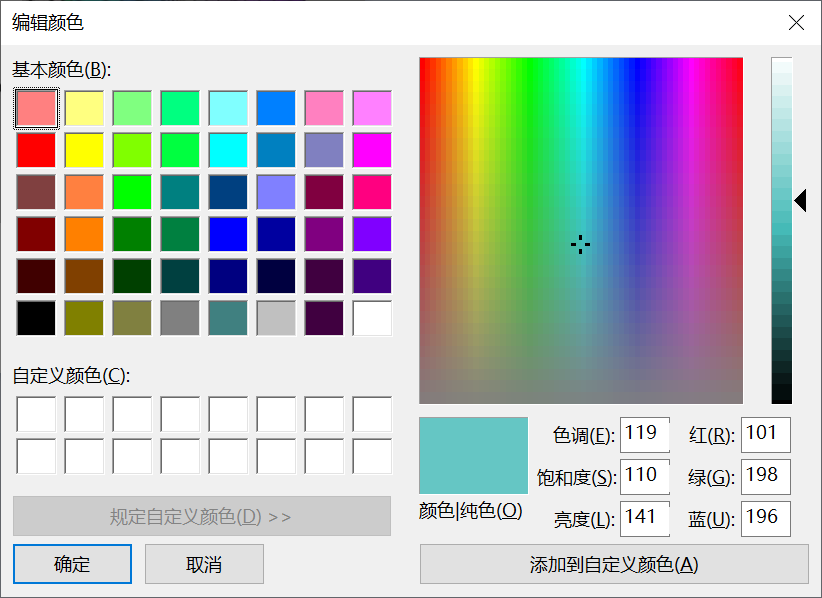 编辑颜色
基本颜色(B):
自定义颜色(C):
规定自定义颜色(D) >>
确定
取消
颜色|纯色(O)
色调(E): 119
红(R): 101
饱和度(S): 110
绿(G): 198
亮度(L): 141
蓝(U): 196
添加到自定义颜色(A)